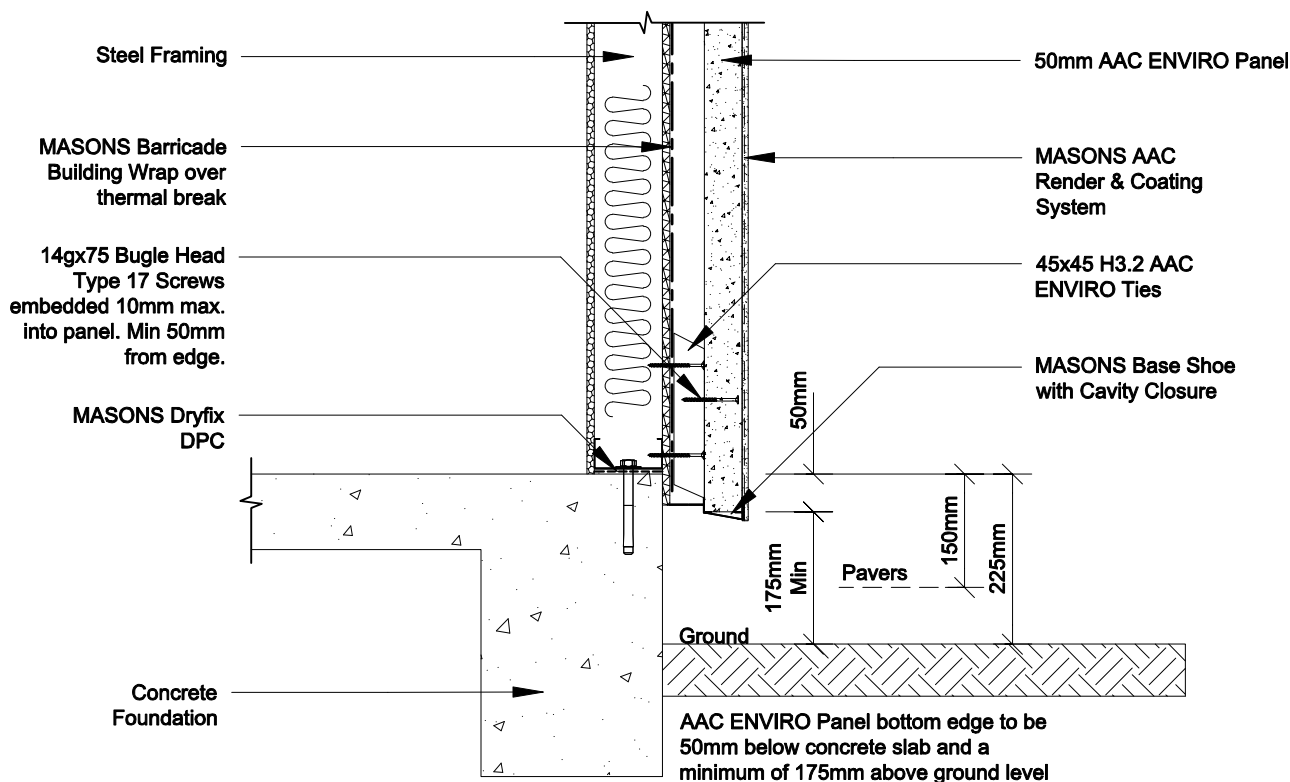 Steel Framing
MASONS Barricade
Building Wrap over
thermal break
14gx75 Bugle Head
Type 17 Screws
embedded 10mm max.
into panel. Min 50mm
from edge.
MASONS Dryfix
DPC
Concrete
Foundation
50mm AAC ENVIRO Panel
MASONS AAC
Render & Coating
System
45x45 H3.2 AAC
ENVIRO Ties
MASONS Base Shoe
with Cavity Closure
50mm
175mm
Min
150mm
225mm
Pavers
Ground
AAC ENVIRO Panel bottom edge to be
50mm below concrete slab and a
minimum of 175mm above ground level